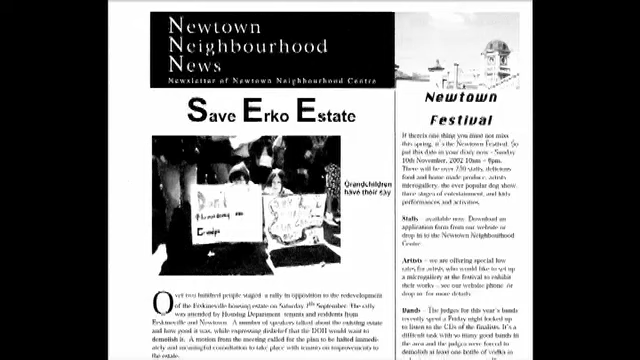 Newtown
Neighbourhood
News
Newsletter of Newtown Neighbourhood Centre
Save Erko Estate
Grandchildren
have their say
Over two hundred people staged a rally in opposition to the redevelopment
of the Erskineville housing estate on Saturday 7th September. The rally
was attended by Housing Department tenants and residents from
Erskineville and Newtown. A number of speakers talked about the existing estate
and how good it was, while expressing disbelief that the DOH would want to
demolish it. A motion from the meeting called for the plan to be halted immedi-
ately and meaningful consultation to take place with tenants on improvements to
the estate.
Newtown
Festival
If theres one thing you must not miss
this spring, it's the Newtown Festival. So
put this date in your diary now - Sunday
10th November, 2002 10am - 6pm.
There will be over 250 stalls, delicious
food and home made produce, artists
microgallery, the ever popular dog show,
three stages of entertainment, and kids
performances and activities.
Stalls - available now. Download an
application form from our website or
drop in to the Newtown Neighbourhood
Centre.
Artists - we are offering special low
rates for artists who would like to set up
a microgallery at the festival to exhibit
their works - see our website phone or
drop in for more details.
Bands - The judges for this year's bands
recently spent a Friday night locked up
to listen to the CDs of the finalists. It's a
difficult task with so many good bands in
the area and the judges were forced to
demolish at least one bottle of vodka in